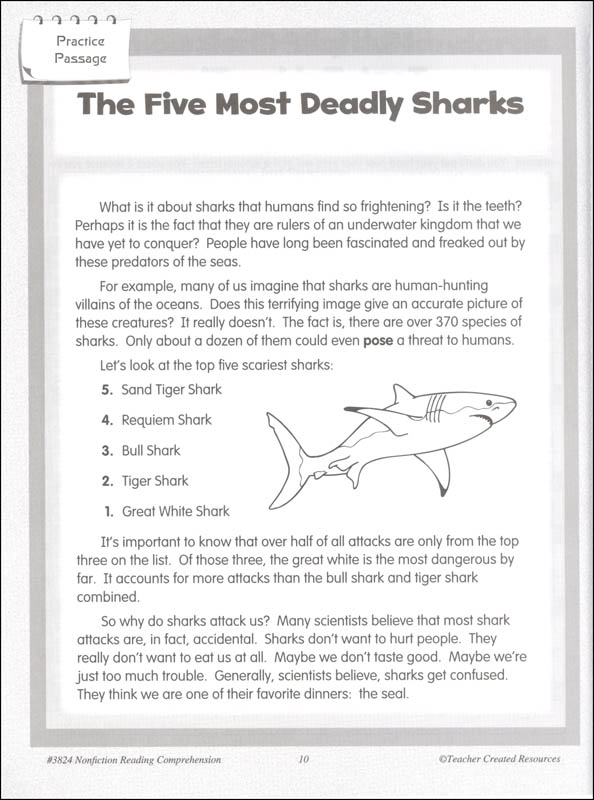 Practice
Passage
The Five Most Deadly Sharks
What is it about sharks that humans find so frightening? Is it the teeth?
Perhaps it is the fact that they are rulers of an underwater kingdom that we
have yet to conquer? People have long been fascinated and freaked out by
these predators of the seas.
For example, many of us imagine that sharks are human-hunting
villains of the oceans. Does this terrifying image give an accurate picture of
these creatures? It really doesn't. The fact is, there are over 370 species of
sharks. Only about a dozen of them could even pose a threat to humans.
Let's look at the top five scariest sharks:
5. Sand Tiger Shark
4. Requiem Shark
3. Bull Shark
2. Tiger Shark
1. Great White Shark
It's important to know that over half of all attacks are only from the top
three on the list. Of those three, the great white is the most dangerous by
far. It accounts for more attacks than the bull shark and tiger shark
combined.
So why do sharks attack us? Many scientists believe that most shark
attacks are, in fact, accidental. Sharks don't want to hurt people. They
really don't want to eat us at all. Maybe we don't taste good. Maybe we're
just too much trouble. Generally, scientists believe, sharks get confused.
They think we are one of their favorite dinners: the seal.
#3824 Nonfiction Reading Comprehension 10 ©Teacher Created Resources